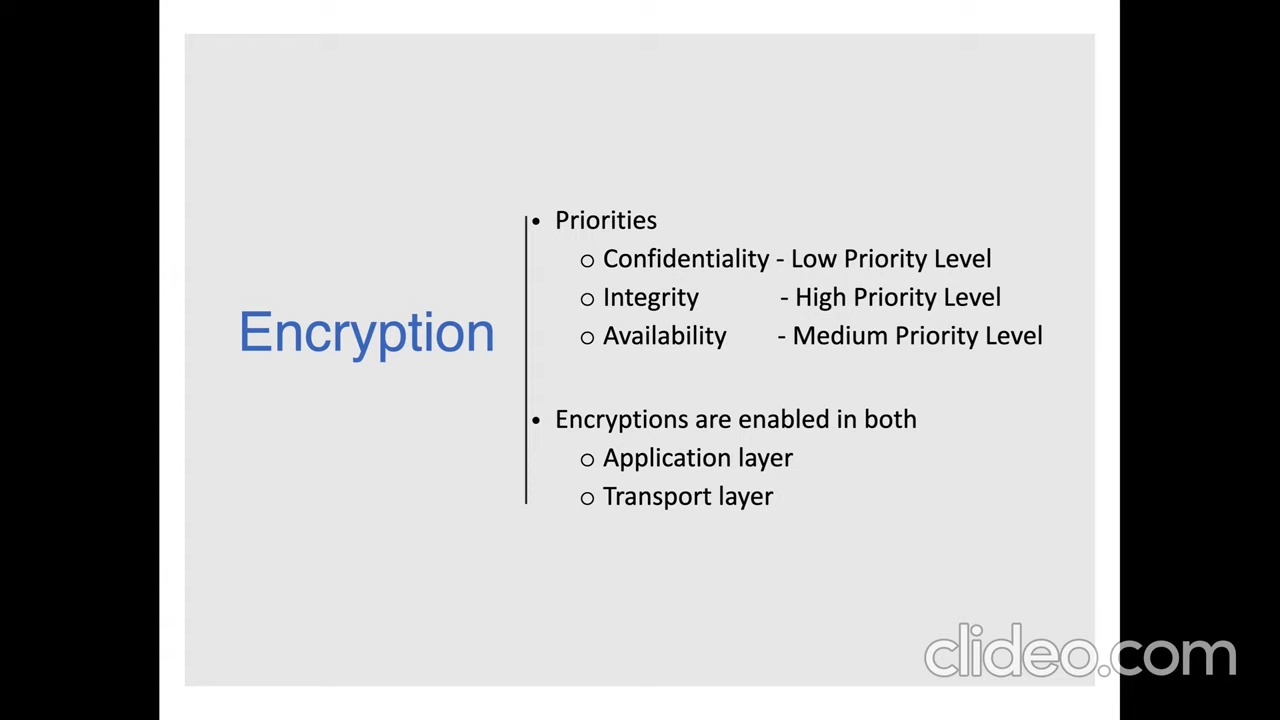 Encryption
• Priorities
○ Confidentiality - Low Priority Level
○ Integrity - High Priority Level
○ Availability - Medium Priority Level
• Encryptions are enabled in both
○ Application layer
○ Transport layer
clideo.com